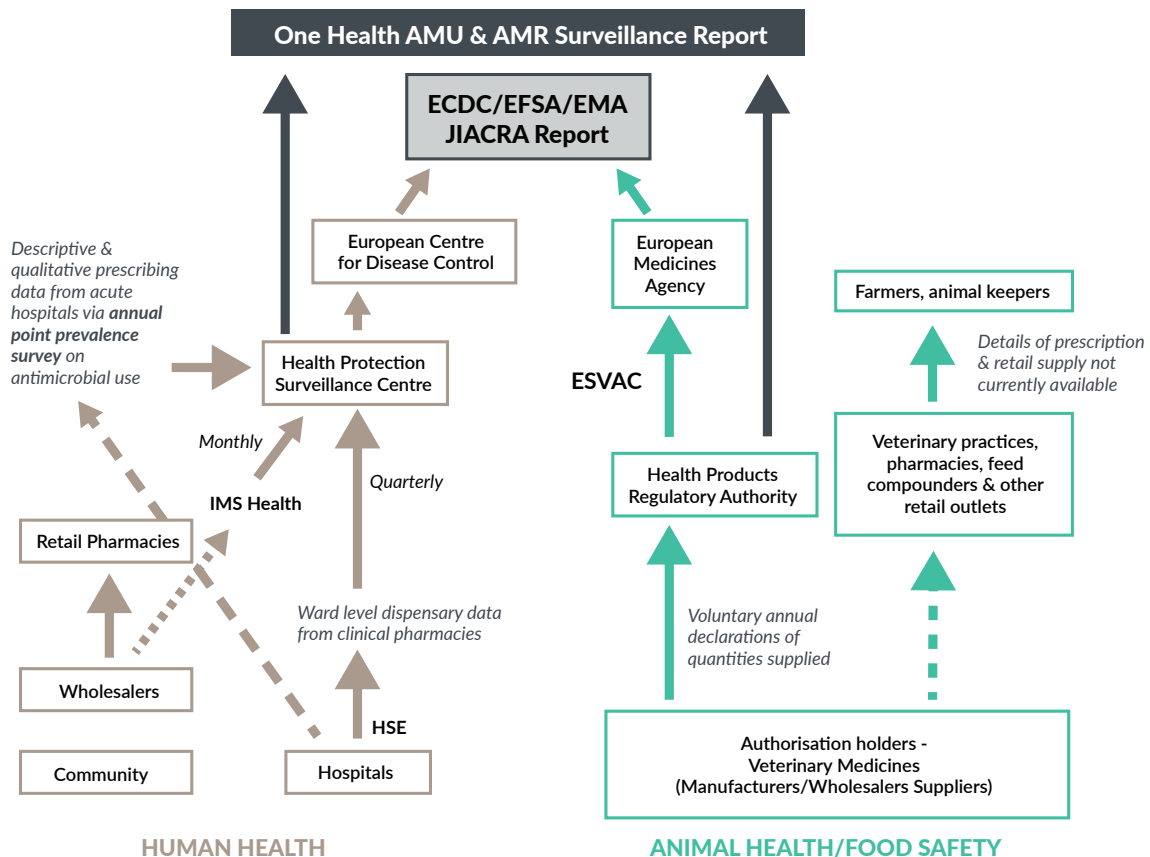 One Health AMU & AMR Surveillance Report
ECDC/EFSA/EMA
JIACRA Report
European Centre
for Disease Control
European
Medicines
Agency
Descriptive &
qualitative prescribing
data from acute
hospitals via annual
point prevalence
survey on
antimicrobial use
Farmers, animal keepers
Health Protection
Surveillance Centre
Details of prescription
& retail supply not
currently available
ESVAC
Monthly
Quarterly
IMS Health
Health Products
Regulatory Authority
Veterinary practices,
pharmacies, feed
compounders & other
retail outlets
Retail Pharmacies
Ward level dispensary data
from clinical pharmacies
Voluntary annual
declarations of
quantities supplied
Wholesalers
HSE
Community
Hospitals
Authorisation holders -
Veterinary Medicines
(Manufacturers/Wholesalers Suppliers)
HUMAN HEALTH
ANIMAL HEALTH/FOOD SAFETY